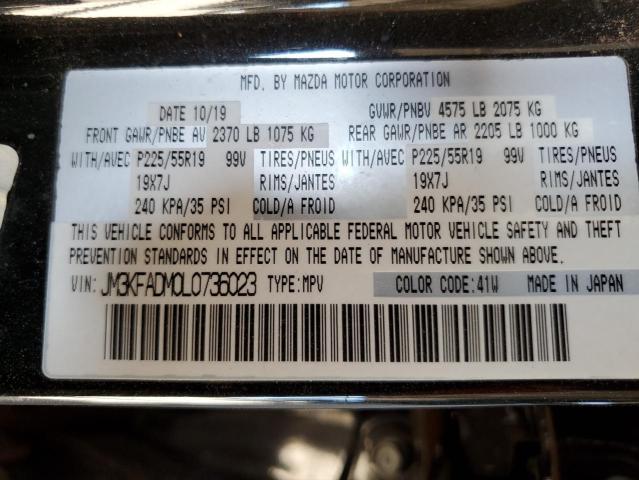 MFD. BY MAZDA MOTOR CORPORATION
DATE 10/19 GVWR/PNBV 4575 LB 2075 KG
FRONT GAWR/PNBE AV 2370 LB 1075 KG REAR GAWR/PNBE AR 2205 LB 1000 KG
WITH/AVEC P225/55R19 99V TIRES/PNEUS WITH/AVEC P225/55R19 99V TIRES/PNEUS
19X7J RIMS/JANTES 19X7J RIMS/JANTES
240 KPA/35 PSI COLD/A FROID 240 KPA/35 PSI COLD/A FROID
THIS VEHICLE CONFORMS TO ALL APPLICABLE FEDERAL MOTOR VEHICLE SAFETY AND THEFT
PREVENTION STANDARDS IN EFFECT ON THE DATE OF MANUFACTURE SHOWN ABOVE.
VIN: JM3KFADM0L0736023 TYPE:MPV COLOR CODE:41W MADE IN JAPAN